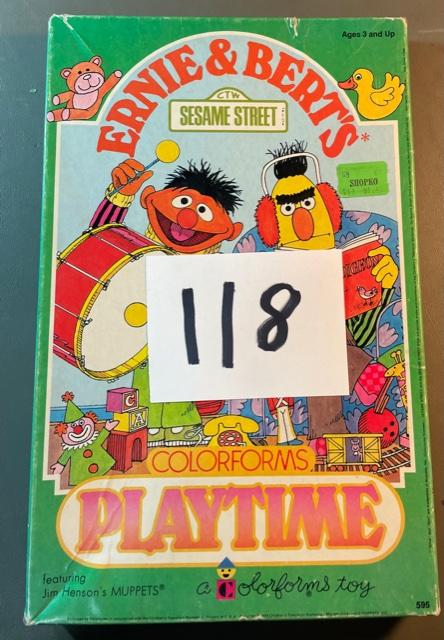 Ages 3 and Up
ERNIE & BERT'S*
CTW
SESAME STREET
SHOPKO
118
C A
COLORFORMS
PLAYTIME
featuring
Jim Henson's MUPPETS®
a Colorforms toy
595